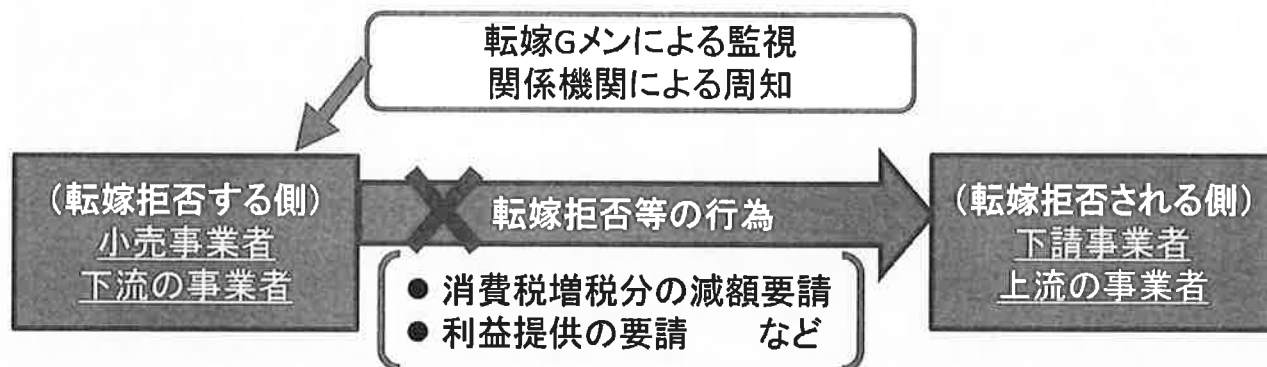 転嫁Gメンによる監視
関係機関による周知
(転嫁拒否する側)
小売事業者
下流の事業者
転嫁拒否等の行為
● 消費税増税分の減額要請
● 利益提供の要請 など
(転嫁拒否される側)
下請事業者
上流の事業者